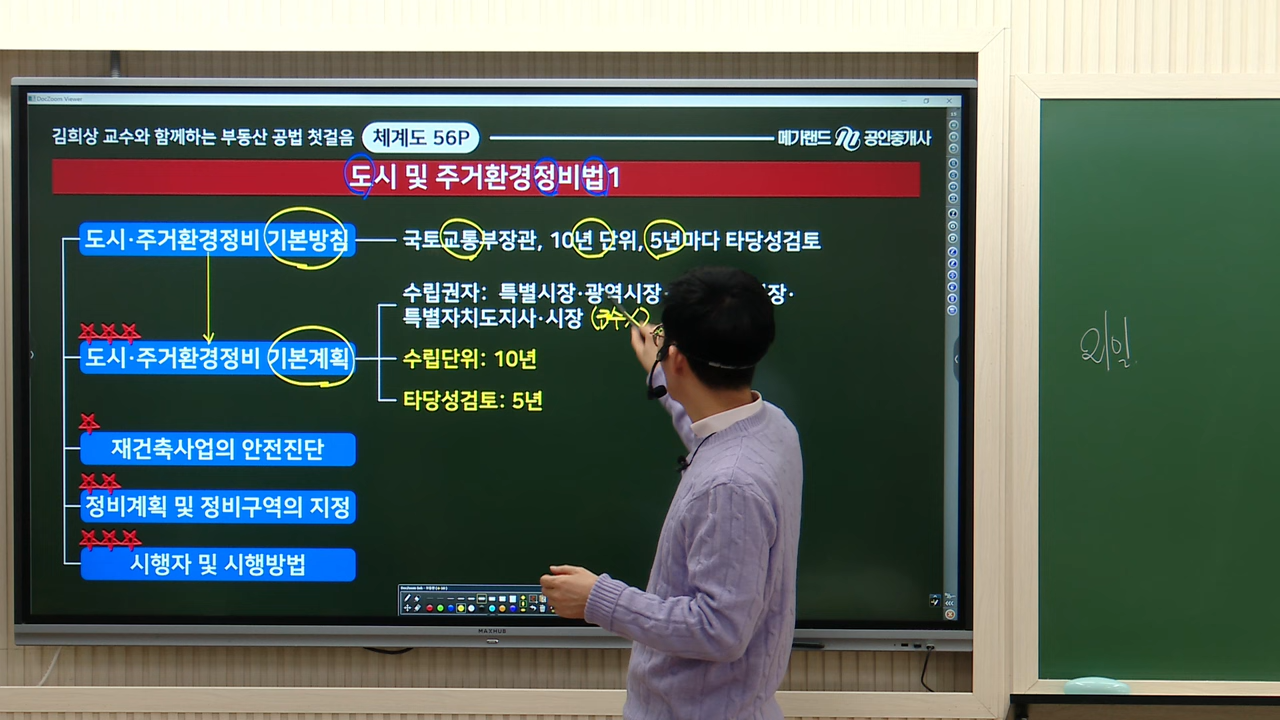 DocZoom Viewer
김희상 교수와 함께하는 부동산 공법 첫걸음 체계도 56P 메가랜드 공인중개사
도시 및 주거환경정비법1
도시·주거환경정비 기본방침 국토교통부장관, 10년 단위, 5년마다 타당성검토
수립권자: 특별시장·광역시장· 장·
특별자치도지사·시장 (군수X)
도시·주거환경정비 기본계획 수립단위: 10년
타당성검토: 5년
재건축사업의 안전진단
정비계획 및 정비구역의 지정
시행자 및 시행방법
MAXHUB